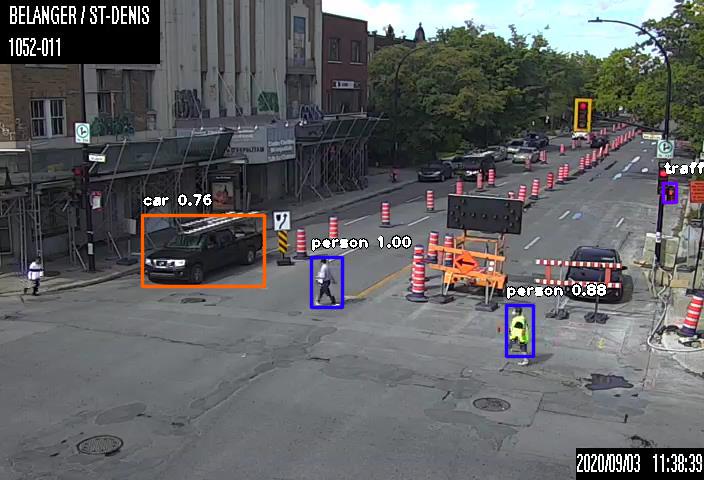 BELANGER / ST-DENIS
1052-011
car 0.76
person 1.00
person 0.88
traff
2020/09/03 11:38:39